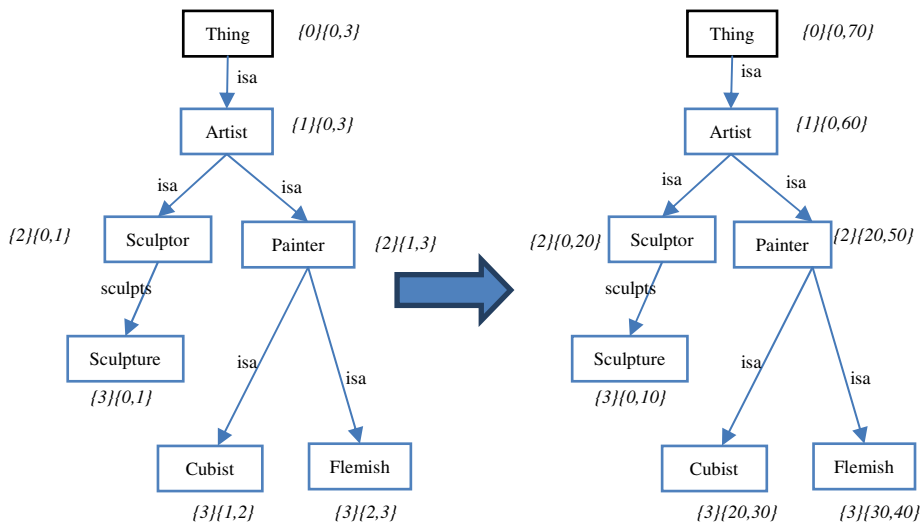 Thing {0}{0,3}
isa
Artist {1}{0,3}
isa isa
{2}{0,1} Sculptor Painter {2}{1,3}
sculpts
Sculpture
{3}{0,1}
isa isa
Cubist Flemish
{3}{1,2} {3}{2,3}
Thing {0}{0,70}
isa
Artist {1}{0,60}
isa isa
{2}{0,20} Sculptor Painter {2}{20,50}
sculpts
Sculpture
{3}{0,10}
isa isa
Cubist Flemish
{3}{20,30} {3}{30,40}